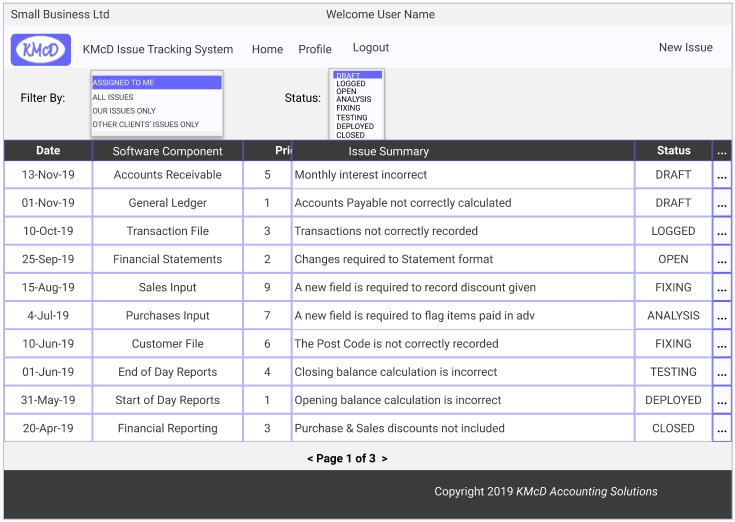 Small Business Ltd Welcome User Name
KMcD KMcD Issue Tracking System Home Profile Logout New Issue
Filter By:
ASSIGNED TO ME
ALL ISSUES
OUR ISSUES ONLY
OTHER CLIENTS' ISSUES ONLY
Status:
DRAFT
LOGGED
OPEN
ANALYSIS
FIXING
TESTING
DEPLOYED
CLOSED
Date Software Component Pri Issue Summary Status ...
13-Nov-19 Accounts Receivable 5 Monthly interest incorrect DRAFT ...
01-Nov-19 General Ledger 1 Accounts Payable not correctly calculated DRAFT ...
10-Oct-19 Transaction File 3 Transactions not correctly recorded LOGGED ...
25-Sep-19 Financial Statements 2 Changes required to Statement format OPEN ...
15-Aug-19 Sales Input 9 A new field is required to record discount given FIXING ...
4-Jul-19 Purchases Input 7 A new field is required to flag items paid in adv ANALYSIS ...
10-Jun-19 Customer File 6 The Post Code is not correctly recorded FIXING ...
01-Jun-19 End of Day Reports 4 Closing balance calculation is incorrect TESTING ...
31-May-19 Start of Day Reports 1 Opening balance calculation is incorrect DEPLOYED ...
20-Apr-19 Financial Reporting 3 Purchase & Sales discounts not included CLOSED ...
< Page 1 of 3 >
Copyright 2019 KMcD Accounting Solutions